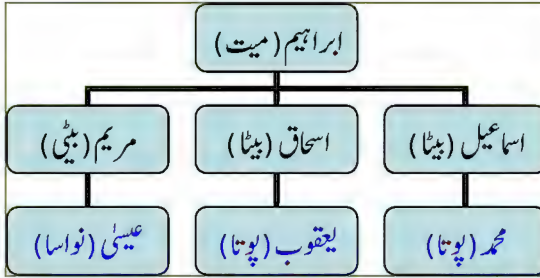 ابراہیم (میت)
اسماعیل (بیٹا) اسحاق (بیٹا) مریم (بیٹی)
محمد (پوتا) یعقوب (پوتا) عیسیٰ (نواسا)